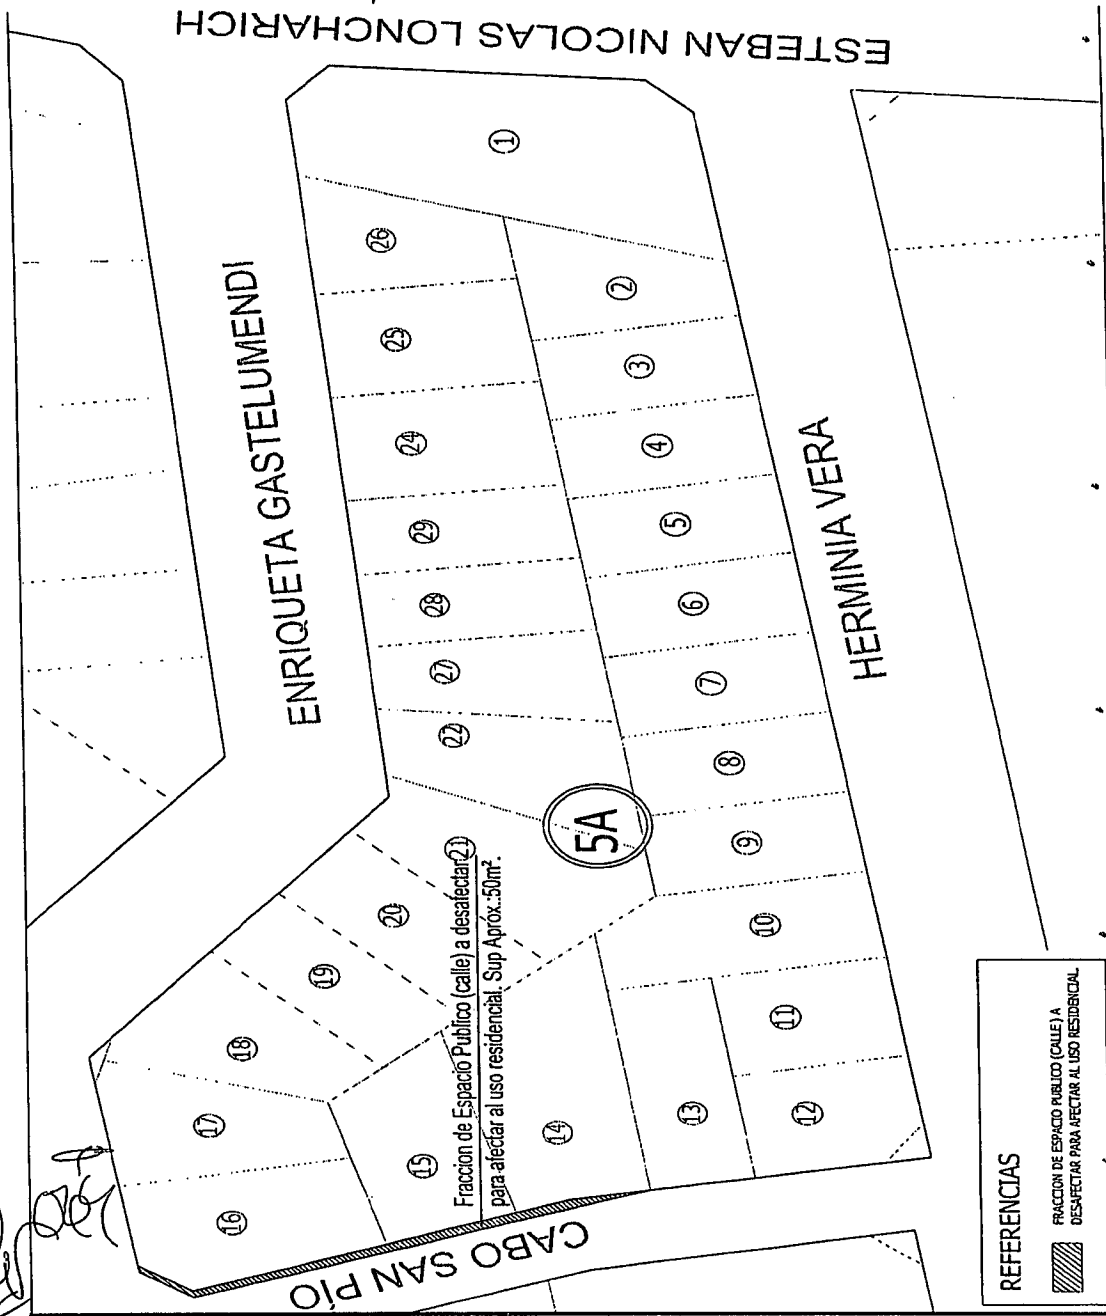 ESTEBAN NICOLAS LONCHARICH
ENRIQUETA GASTELUMENDI
HERMINIA VERA
CABO SAN PÍO
5A
1
2
3
4
5
6
7
8
9
10
11
12
13
14
15
16
17
18
19
20
21
22
27
28
29
24
25
26
Fraccion de Espacio Publico (calle) a desafectar
para afectar al uso residencial. Sup Aprox.:50m².
REFERENCIAS
FRACCION DE ESPACIO PUBLICO (CALLE) A
DESAFECTAR PARA AFECTAR AL USO RESIDENCIAL